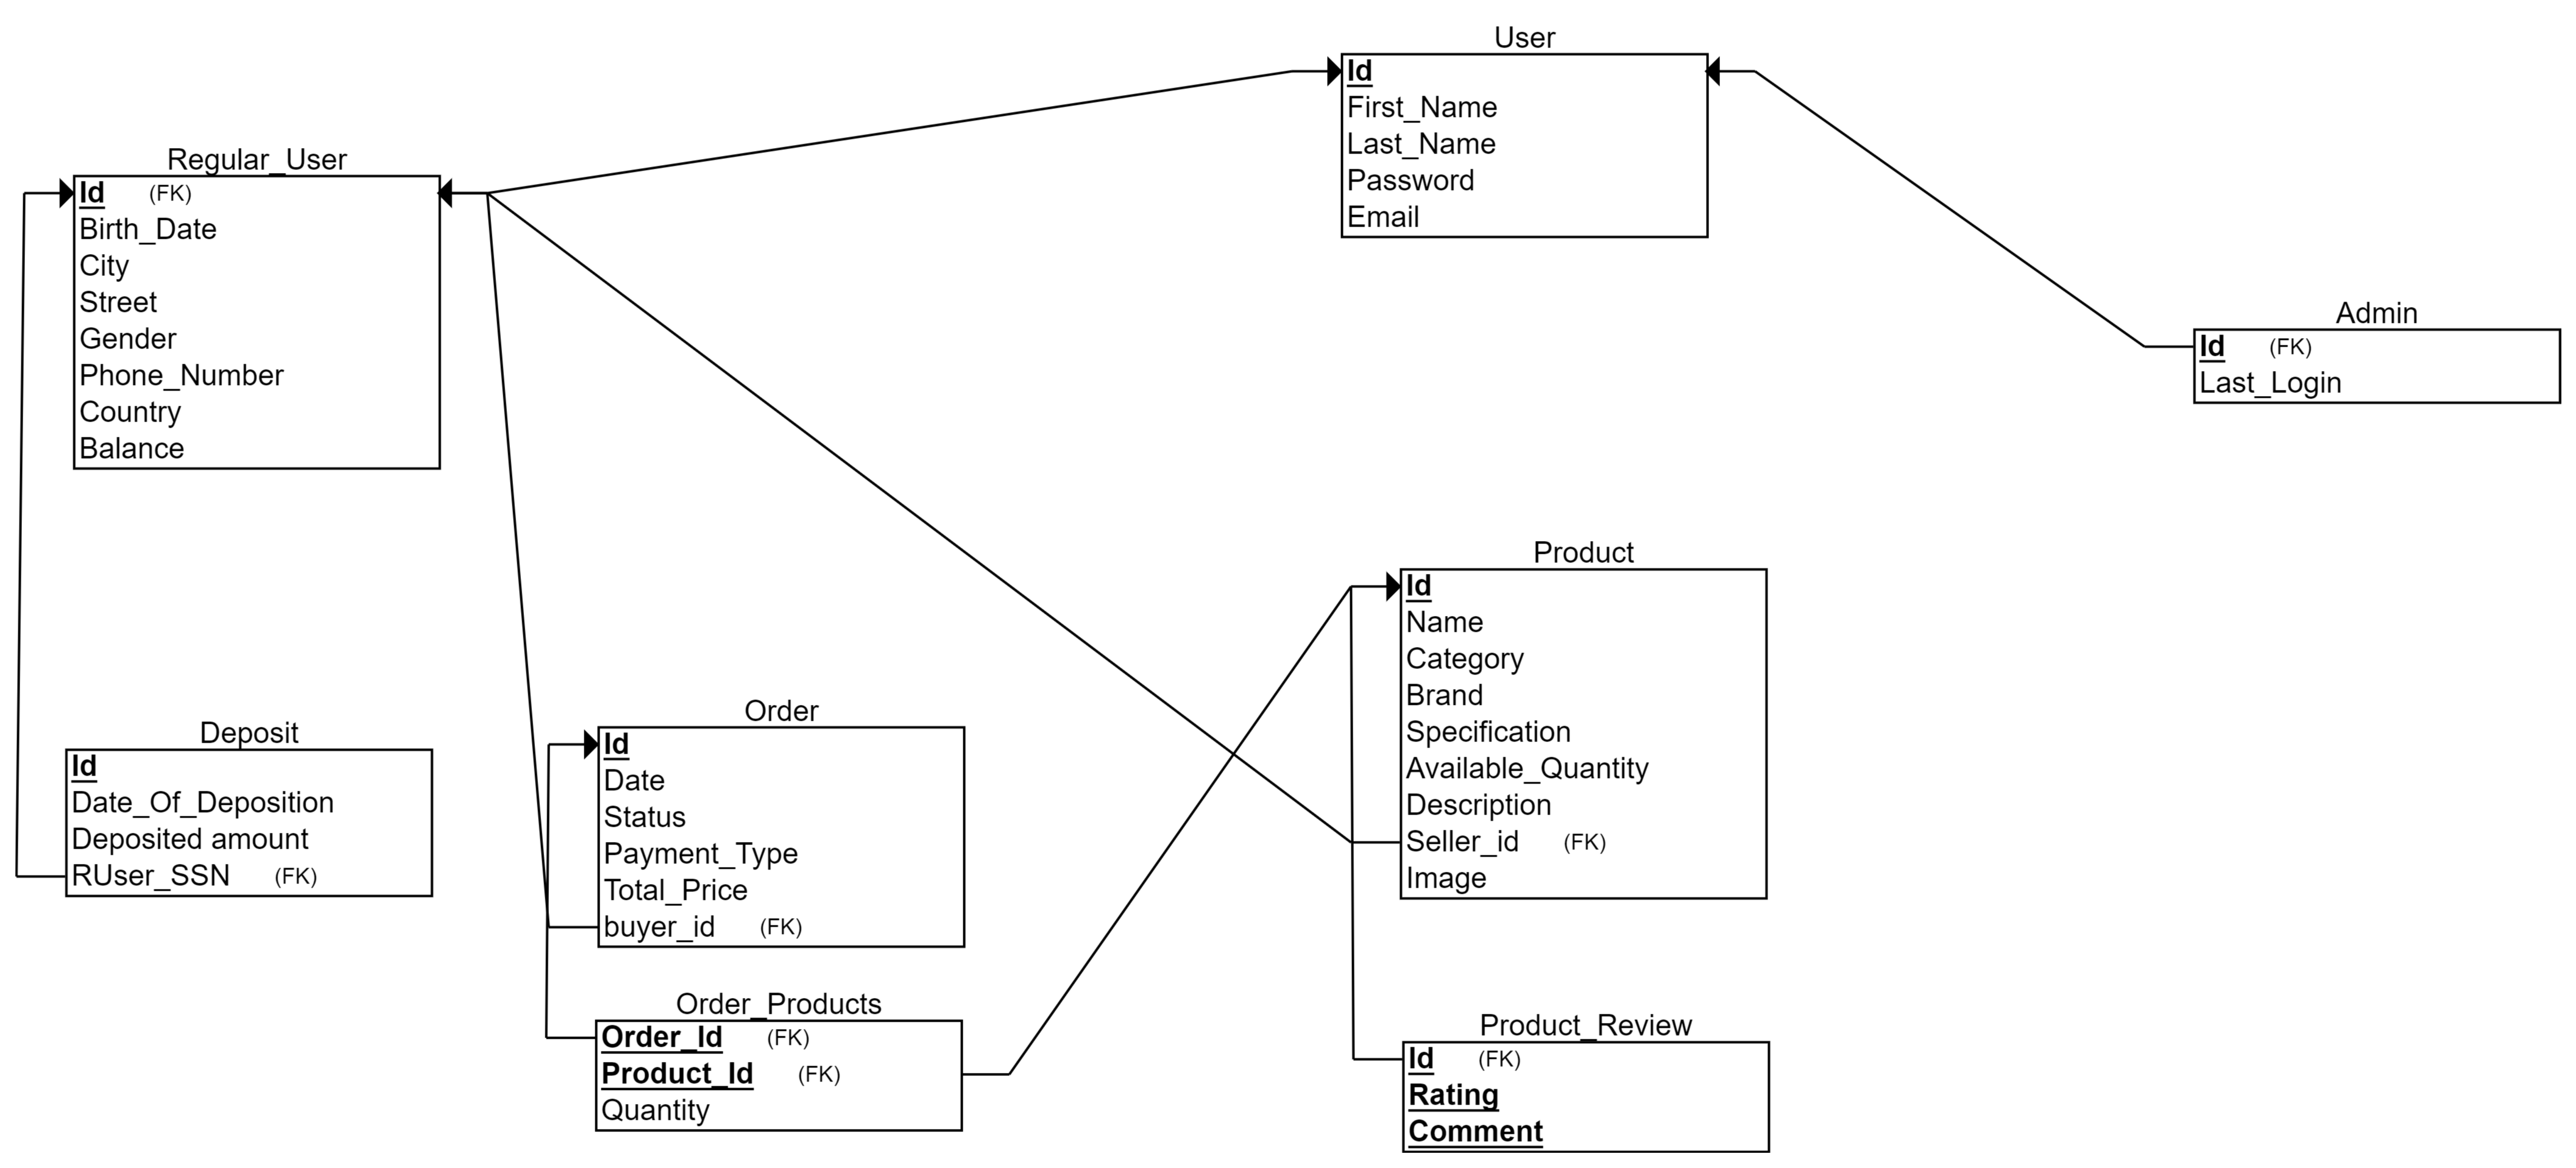 User
Id
First_Name
Last_Name
Password
Email
Regular_User
Id (FK)
Birth_Date
City
Street
Gender
Phone_Number
Country
Balance
Admin
Id (FK)
Last_Login
Product
Id
Name
Category
Brand
Specification
Available_Quantity
Description
Seller_id (FK)
Image
Order
Id
Date
Status
Payment_Type
Total_Price
buyer_id (FK)
Deposit
Id
Date_Of_Deposition
Deposited amount
RUser_SSN (FK)
Order_Products
Order_Id (FK)
Product_Id (FK)
Quantity
Product_Review
Id (FK)
Rating
Comment